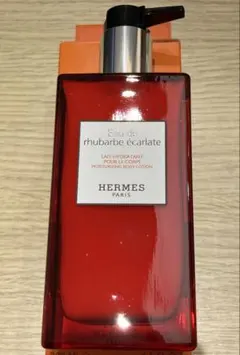 Eau de
rhubarbe écarlate
LAIT HYDRATANT
POUR LE CORPS
MOISTURIZING BODY LOTION
HERMÈS
PARIS